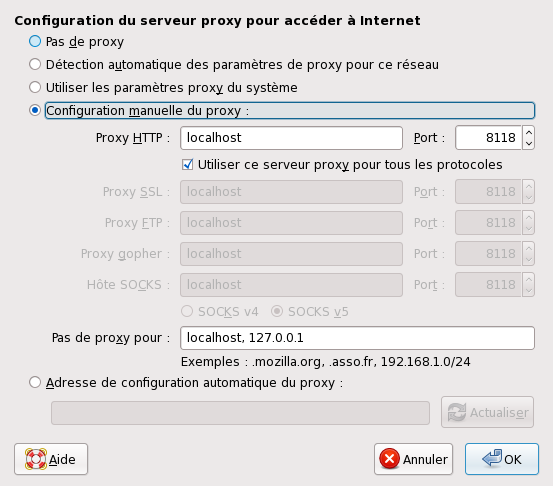 Configuration du serveur proxy pour accéder à Internet
Pas de proxy
Détection automatique des paramètres de proxy pour ce réseau
Utiliser les paramètres proxy du système
Configuration manuelle du proxy :
Proxy HTTP : localhost Port : 8118
Utiliser ce serveur proxy pour tous les protocoles
Proxy SSL : localhost Port : 8118
Proxy FTP : localhost Port : 8118
Proxy gopher : localhost Port : 8118
Hôte SOCKS : localhost Port : 8118
SOCKS v4 SOCKS v5
Pas de proxy pour : localhost, 127.0.0.1
Exemples : .mozilla.org, .asso.fr, 192.168.1.0/24
Adresse de configuration automatique du proxy :
Actualiser
Aide Annuler OK